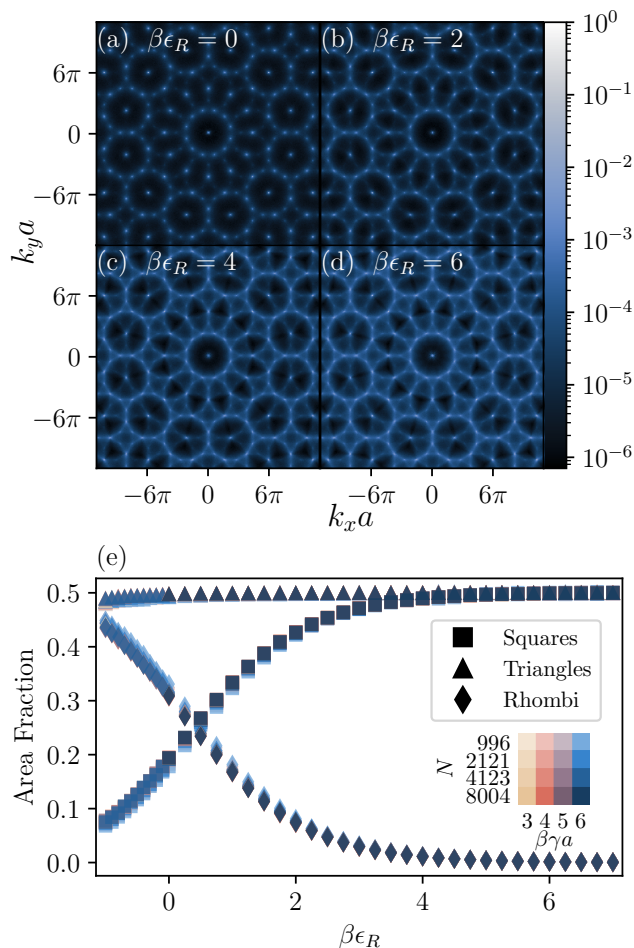 (a) βϵ_R = 0
(b) βϵ_R = 2
(c) βϵ_R = 4
(d) βϵ_R = 6
6π
0
−6π
6π
0
−6π
k_y a
−6π 0 6π
−6π 0 6π
k_x a
10^0
10^−1
10^−2
10^−3
10^−4
10^−5
10^−6
(e)
0.5
0.4
0.3
0.2
0.1
0.0
Area Fraction
Squares
Triangles
Rhombi
N
996
2121
4123
8004
3 4 5 6
βγa
0 2 4 6
βϵ_R